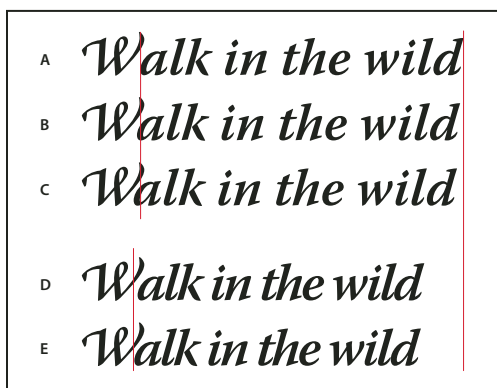 A Walk in the wild
B Walk in the wild
C Walk in the wild
D Walk in the wild
E Walk in the wild